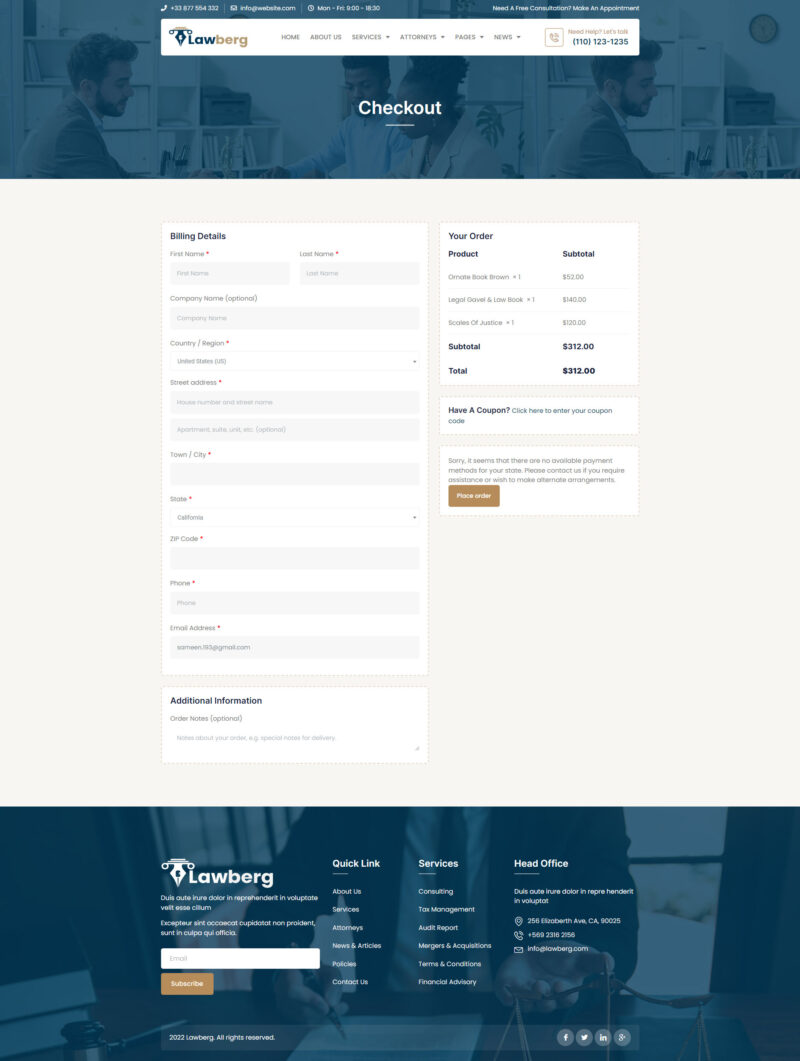 +33 877 554 332
info@website.com
Mon - Fri: 9:00 - 18:30
Need A Free Consultation? Make An Appointment
Lawberg
HOME
ABOUT US
SERVICES
ATTORNEYS
PAGES
NEWS
Need Help? Let's talk
(110) 123-1235
Checkout
Billing Details
First Name *
Last Name *
First Name
Last Name
Company Name (optional)
Company Name
Country / Region *
United States (US)
Street address *
House number and street name
Apartment, suite, unit, etc. (optional)
Town / City *
State *
California
ZIP Code *
Phone *
Phone
Email Address *
sameen.193@gmail.com
Additional Information
Order Notes (optional)
Notes about your order, e.g. special notes for delivery.
Your Order
Product Subtotal
Ornate Book Brown × 1 $52.00
Legal Gavel & Law Book × 1 $140.00
Scales Of Justice × 1 $120.00
Subtotal $312.00
Total $312.00
Have A Coupon? Click here to enter your coupon
code
Sorry, it seems that there are no available payment
methods for your state. Please contact us if you require
assistance or wish to make alternate arrangements.
Place order
Lawberg
Duis aute irure dolor in reprehenderit in voluptate
velit esse cillum
Excepteur sint occaecat cupidatat non proident,
sunt in culpa qui officia.
Email
Subscribe
Quick Link
About Us
Services
Attorneys
News & Articles
Policies
Contact Us
Services
Consulting
Tax Management
Audit Report
Mergers & Acquisitions
Terms & Conditions
Financial Advisory
Head Office
Duis aute irure dolor in repre henderit
in voluptat
256 Elizaberth Ave, CA, 90025
+569 2316 2156
info@lawberg.com
2022 Lawberg. All rights reserved.